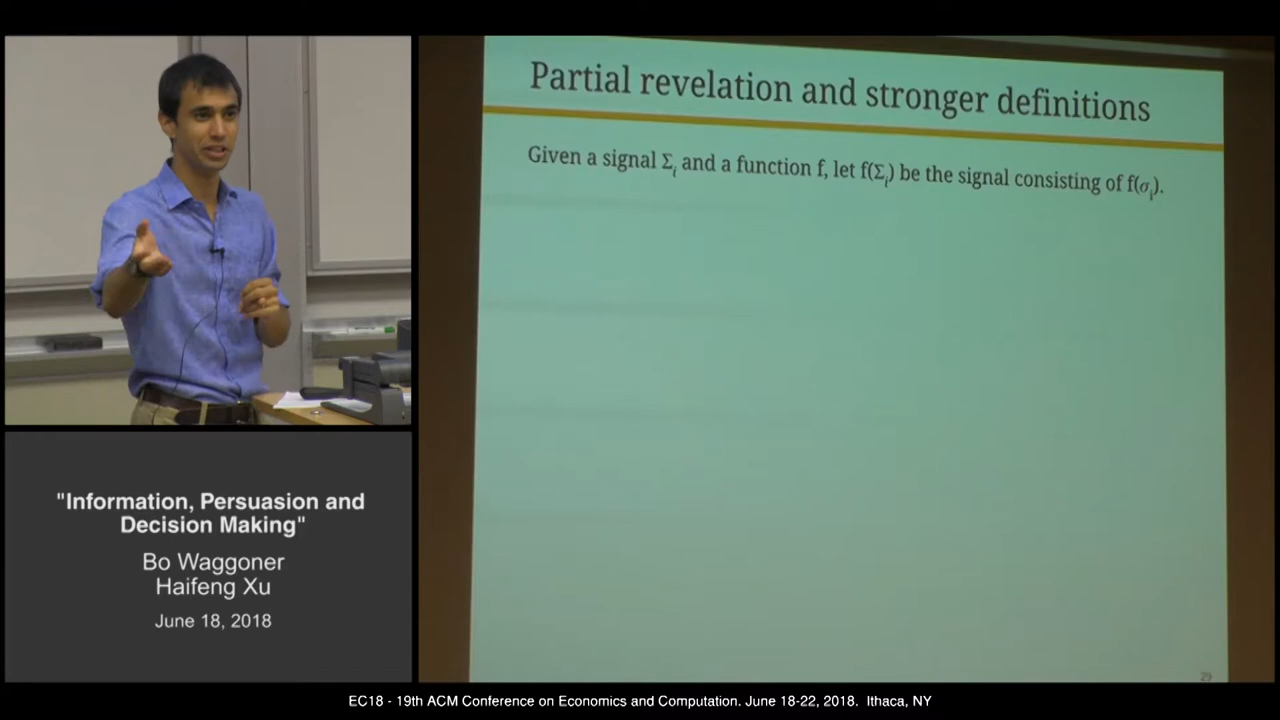 Partial revelation and stronger definitions
Given a signal Σᵢ and a function f, let f(Σᵢ) be the signal consisting of f(σᵢ).
29
"Information, Persuasion and
Decision Making"
Bo Waggoner
Haifeng Xu
June 18, 2018
EC18 - 19th ACM Conference on Economics and Computation. June 18-22, 2018.  Ithaca, NY